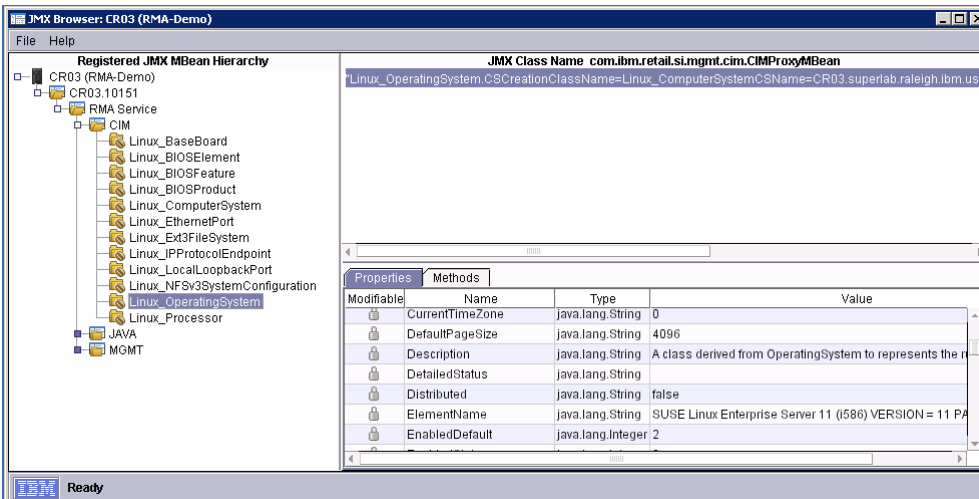 JMX Browser: CR03 (RMA-Demo)
File Help
Registered JMX MBean Hierarchy
CR03 (RMA-Demo)
CR03.10151
RMA Service
CIM
Linux_BaseBoard
Linux_BIOSElement
Linux_BIOSFeature
Linux_BIOSProduct
Linux_ComputerSystem
Linux_EthernetPort
Linux_Ext3FileSystem
Linux_IPProtocolEndpoint
Linux_LocalLoopbackPort
Linux_NFSv3SystemConfiguration
Linux_OperatingSystem
Linux_Processor
JAVA
MGMT
JMX Class Name com.ibm.retail.si.mgmt.cim.CIMProxyMBean
"Linux_OperatingSystem.CSCreationClassName=Linux_ComputerSystemCSName=CR03.superlab.raleigh.ibm.us
Properties Methods
Modifiable Name Type Value
CurrentTimeZone java.lang.String 0
DefaultPageSize java.lang.String 4096
Description java.lang.String A class derived from OperatingSystem to represents the
DetailedStatus java.lang.String
Distributed java.lang.String false
ElementName java.lang.String SUSE Linux Enterprise Server 11 (i586) VERSION = 11 PA
EnabledDefault java.lang.Integer 2
IBM Ready